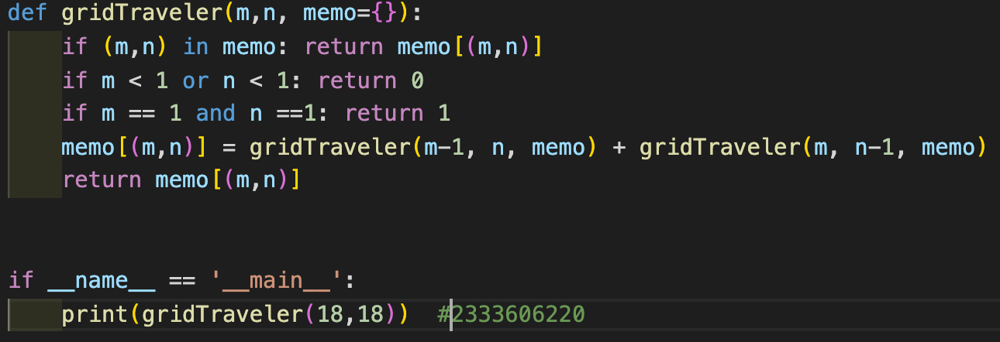 def gridTraveler(m,n, memo={}):
    if (m,n) in memo: return memo[(m,n)]
    if m < 1 or n < 1: return 0
    if m == 1 and n ==1: return 1
    memo[(m,n)] = gridTraveler(m-1, n, memo) + gridTraveler(m, n-1, memo)
    return memo[(m,n)]
if __name__ == '__main__':
    print(gridTraveler(18,18))  #2333606220